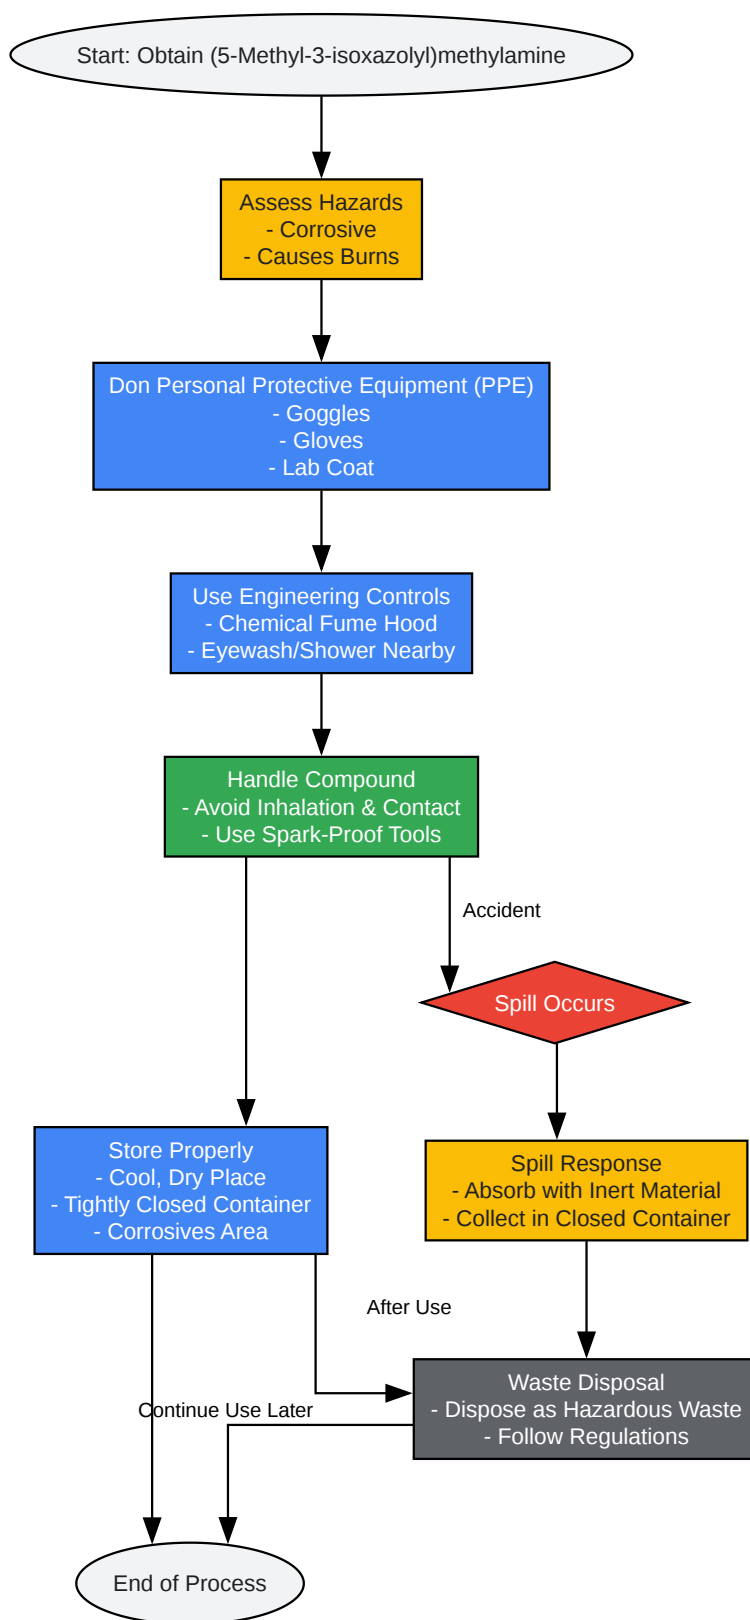 Start: Obtain (5-Methyl-3-isoxazolyl)methylamine
Assess Hazards
- Corrosive
- Causes Burns
Don Personal Protective Equipment (PPE)
- Goggles
- Gloves
- Lab Coat
Use Engineering Controls
- Chemical Fume Hood
- Eyewash/Shower Nearby
Handle Compound
- Avoid Inhalation & Contact
- Use Spark-Proof Tools
Accident
Spill Occurs
Store Properly
- Cool, Dry Place
- Tightly Closed Container
- Corrosives Area
Spill Response
- Absorb with Inert Material
- Collect in Closed Container
After Use
Waste Disposal
- Dispose as Hazardous Waste
- Follow Regulations
Continue Use Later
End of Process